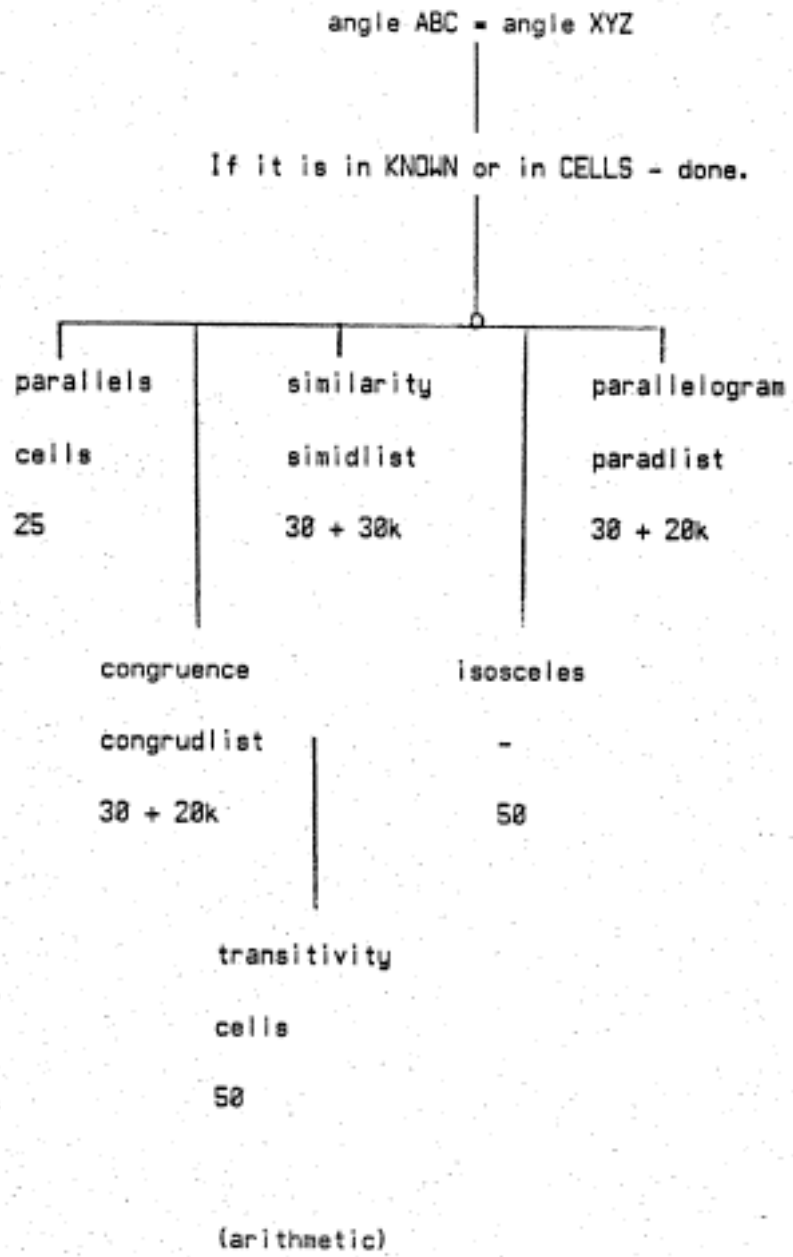 angle ABC = angle XYZ
If it is in KNOWN or in CELLS - done.
parallels similarity parallelogram
cells simidlist paradlist
25 30 + 30k 30 + 20k
congruence isosceles
congrudlist -
30 + 20k 50
transitivity
cells
50
(arithmetic)